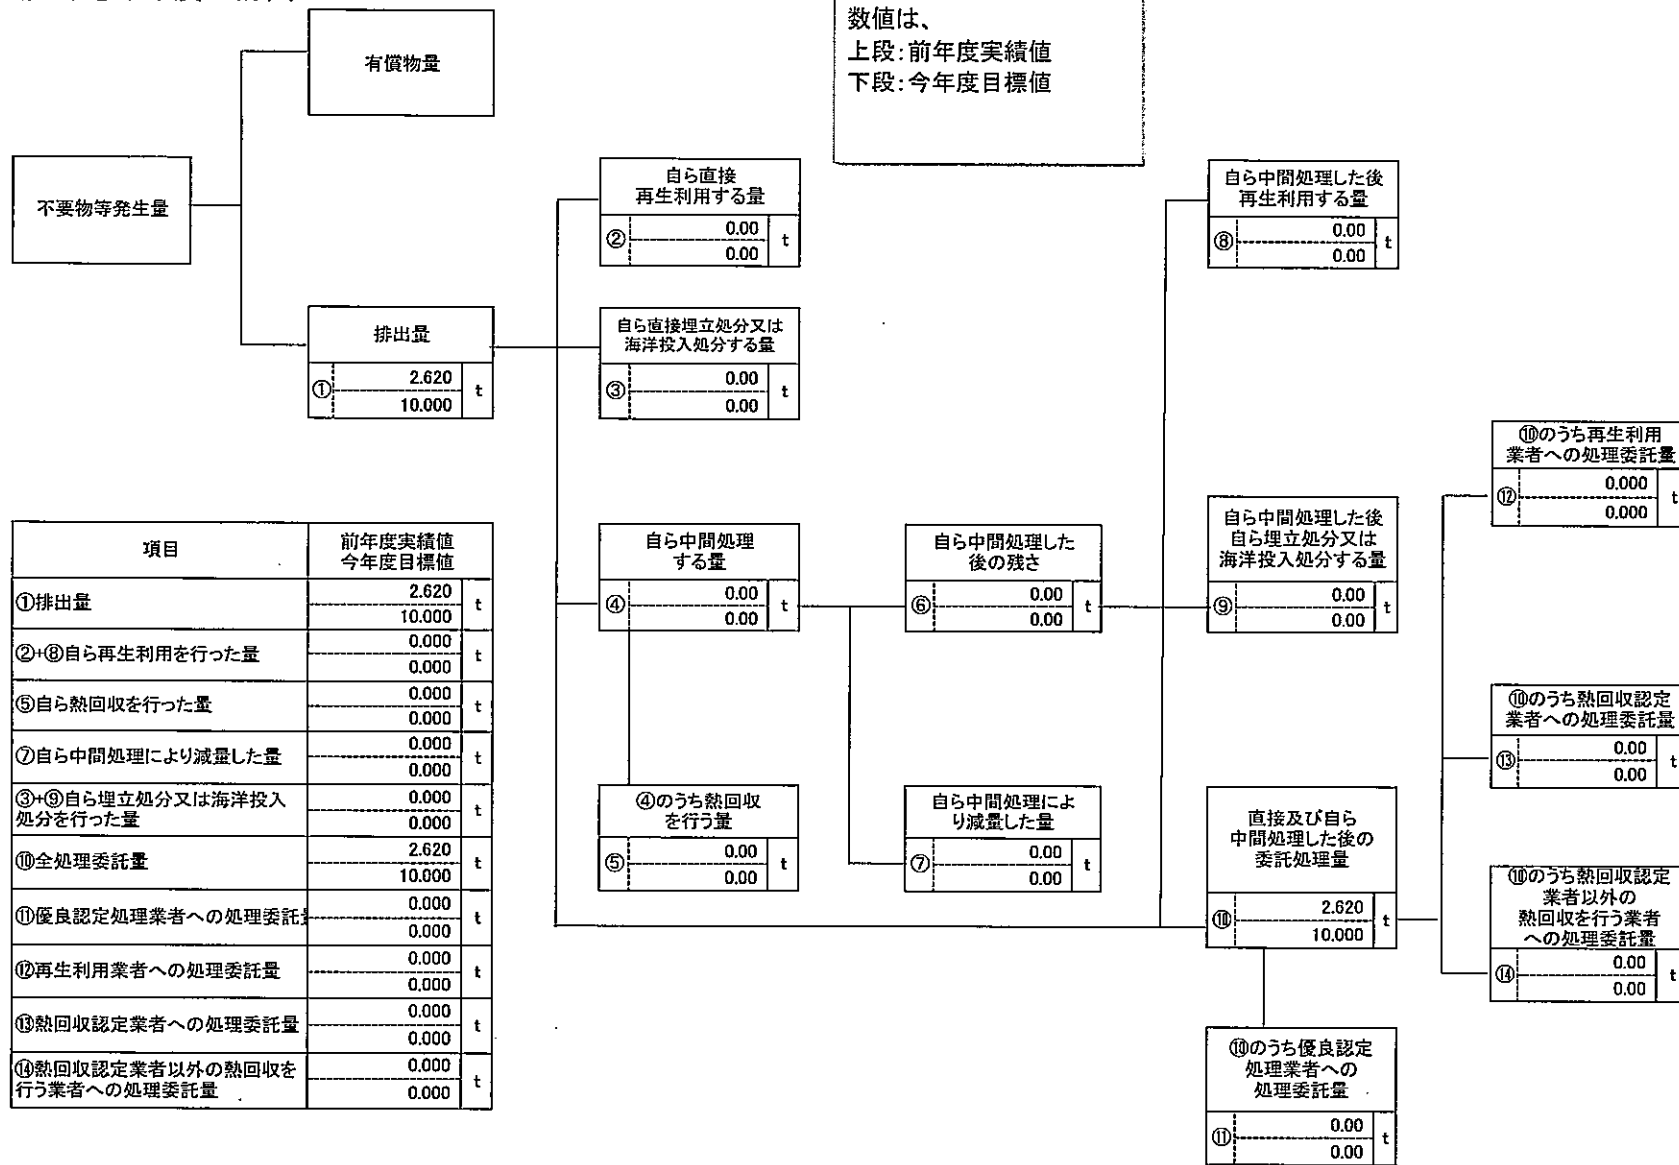 数値は、
上段:前年度実績値
下段:今年度目標値
有償物量
不要物等発生量
排出量
① 2.620 t
10.000
自ら直接
再生利用する量
② 0.00 t
0.00
自ら直接埋立処分又は
海洋投入処分する量
③ 0.00 t
0.00
自ら中間処理
する量
④ 0.00 t
0.00
④のうち熱回収
を行う量
⑤ 0.00 t
0.00
自ら中間処理した
後の残さ
⑥ 0.00 t
0.00
自ら中間処理によ
り減量した量
⑦ 0.00 t
0.00
自ら中間処理した後
再生利用する量
⑧ 0.00 t
0.00
自ら中間処理した後
自ら埋立処分又は
海洋投入処分する量
⑨ 0.00 t
0.00
直接及び自ら
中間処理した後の
委託処理量
⑩ 2.620 t
10.000
⑩のうち優良認定
処理業者への
処理委託量
⑪ 0.00 t
0.00
⑩のうち再生利用
業者への処理委託量
⑫ 0.000 t
0.000
⑩のうち熱回収認定
業者への処理委託量
⑬ 0.00 t
0.00
⑩のうち熱回収認定
業者以外の
熱回収を行う業者
への処理委託量
⑭ 0.00 t
0.00
項目 前年度実績値
今年度目標値
①排出量 2.620 t
10.000
②+⑧自ら再生利用を行った量 0.000 t
0.000
⑤自ら熱回収を行った量 0.000 t
0.000
⑦自ら中間処理により減量した量 0.000 t
0.000
③+⑨自ら埋立処分又は海洋投入
処分を行った量 0.000 t
0.000
⑩全処理委託量 2.620 t
10.000
⑪優良認定処理業者への処理委託 0.000 t
0.000
⑫再生利用業者への処理委託量 0.000 t
0.000
⑬熱回収認定業者への処理委託量 0.000 t
0.000
⑭熱回収認定業者以外の熱回収を
行う業者への処理委託量 0.000 t
0.000